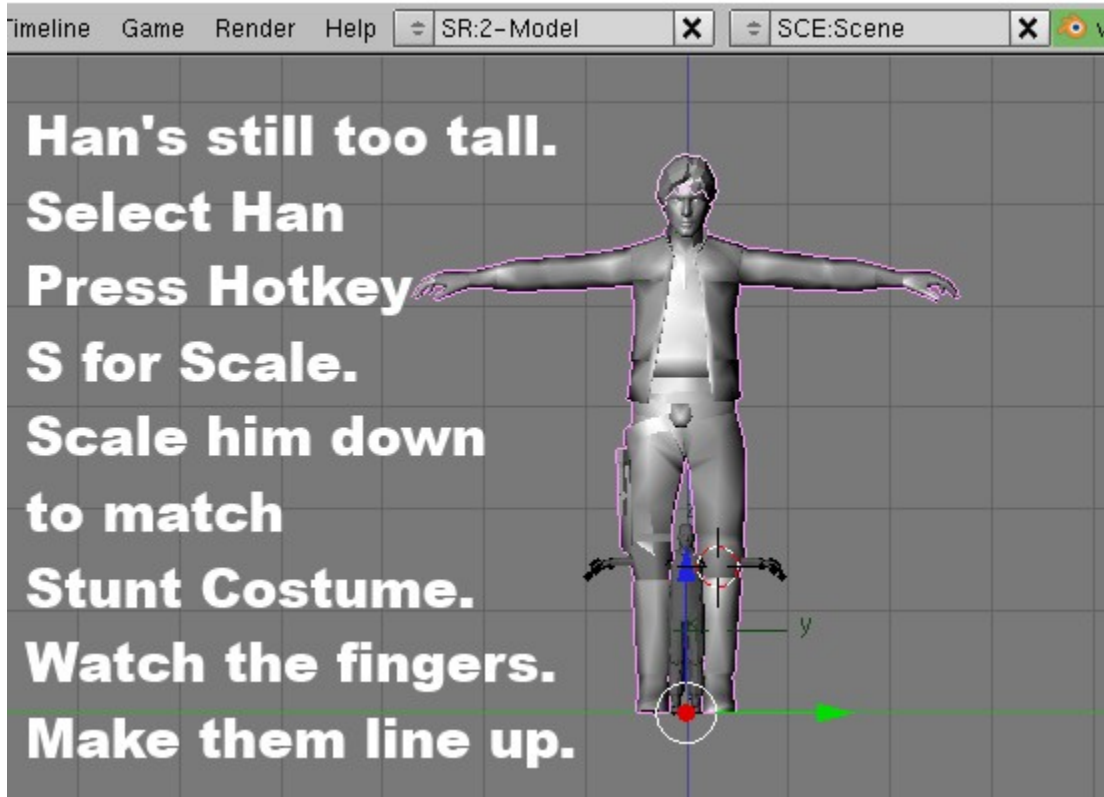 Timeline Game Render Help SR:2-Model SCE:Scene
Han's still too tall.
Select Han
Press Hotkey
S for Scale.
Scale him down
to match
Stunt Costume.
Watch the fingers.
Make them line up.
y